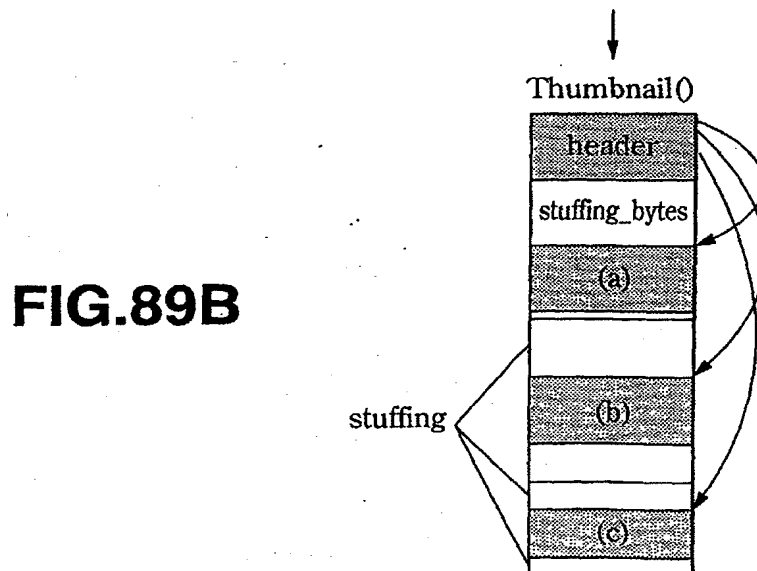 Thumbnail()
header
stuffing_bytes
(a)
FIG.89B
(b)
stuffing
(c)